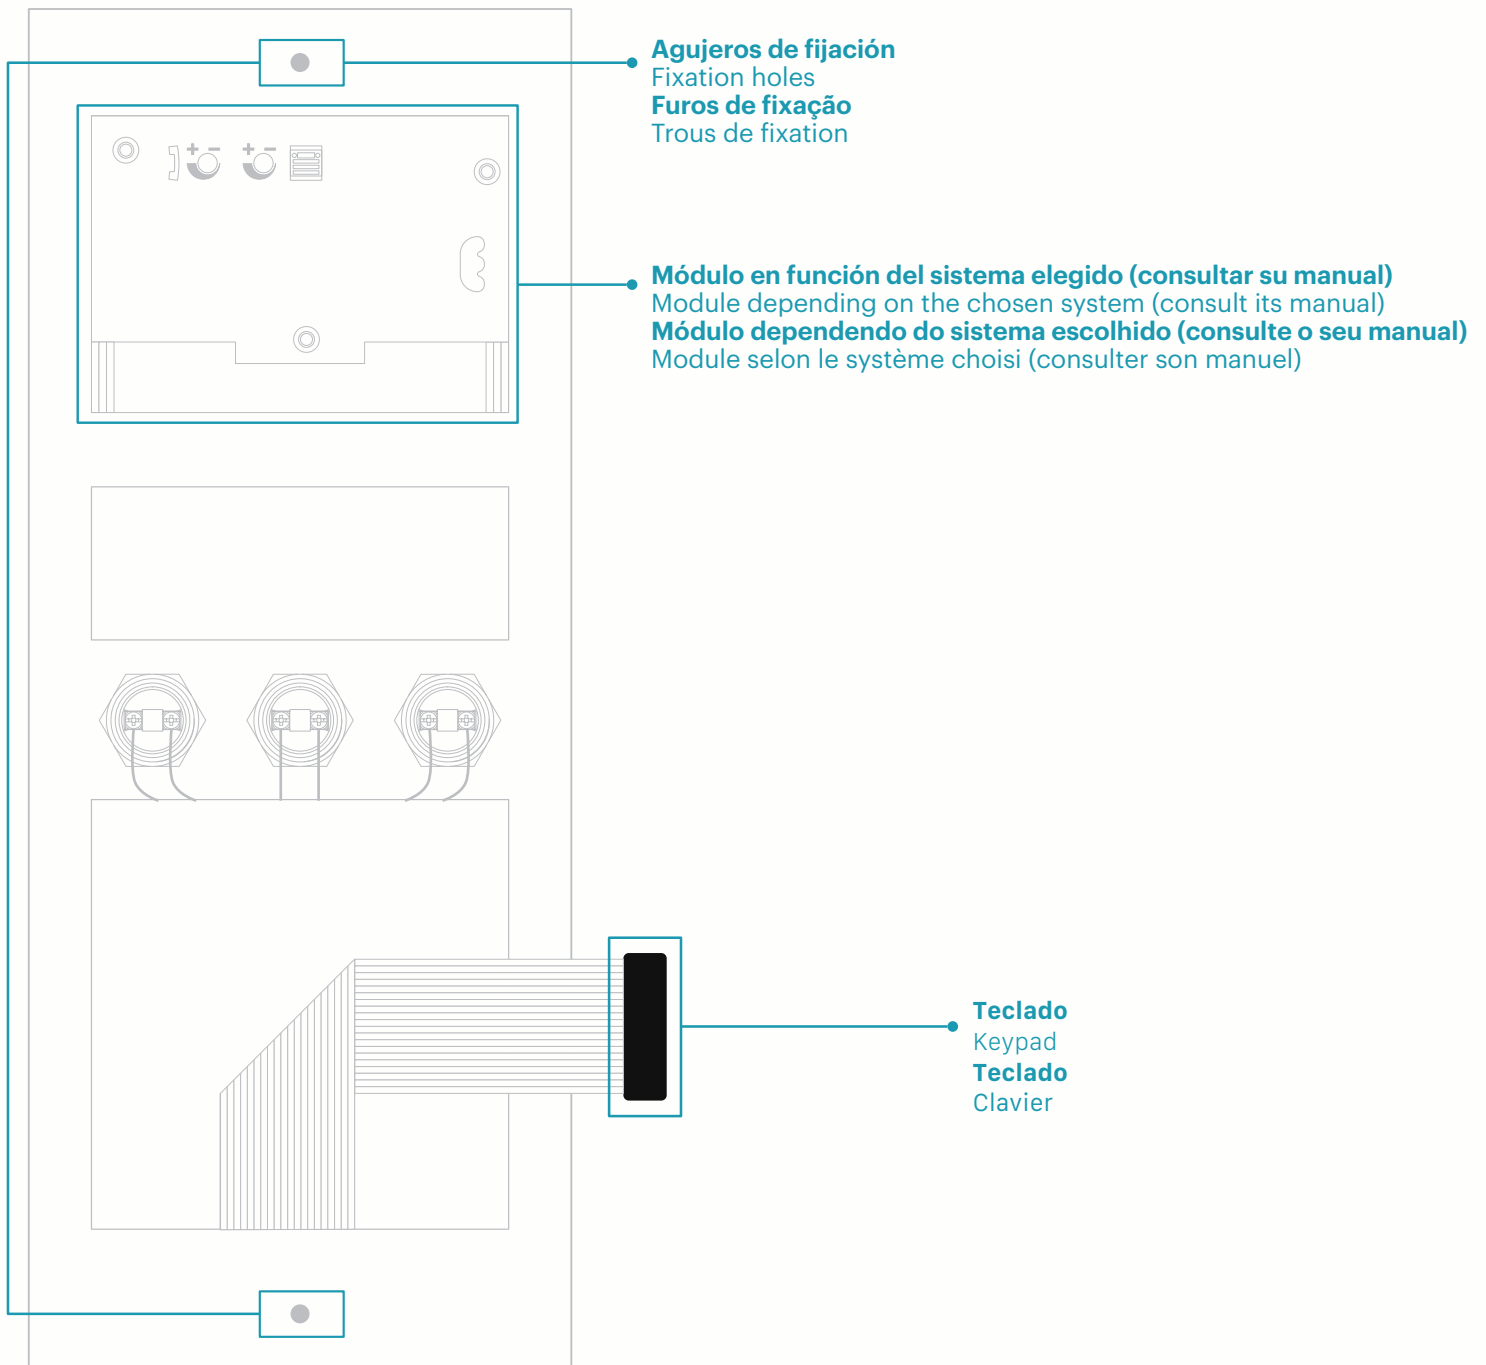 Agujeros de fijación
Fixation holes
Furos de fixação
Trous de fixation
Módulo en función del sistema elegido (consultar su manual)
Module depending on the chosen system (consult its manual)
Módulo dependendo do sistema escolhido (consulte o seu manual)
Module selon le système choisi (consulter son manuel)
Teclado
Keypad
Teclado
Clavier